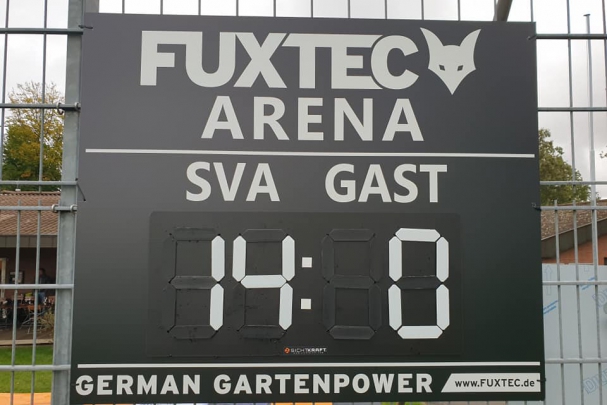 FUXTEC
ARENA
SVA GAST
14:0
SICHTKRAFT
GERMAN GARTENPOWER www.FUXTEC.de